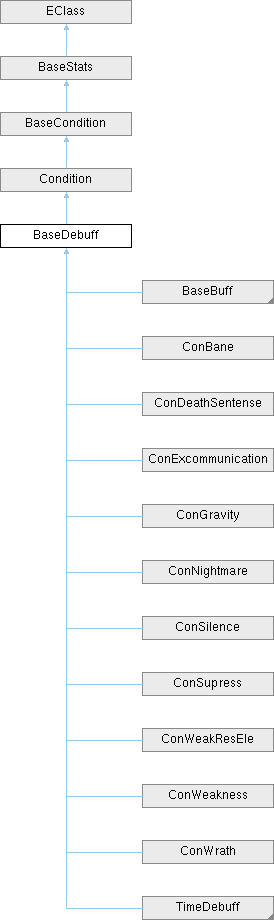 EClass
BaseStats
BaseCondition
Condition
BaseDebuff
BaseBuff
ConBane
ConDeathSentense
ConExcommunication
ConGravity
ConNightmare
ConSilence
ConSupress
ConWeakResEle
ConWeakness
ConWrath
TimeDebuff